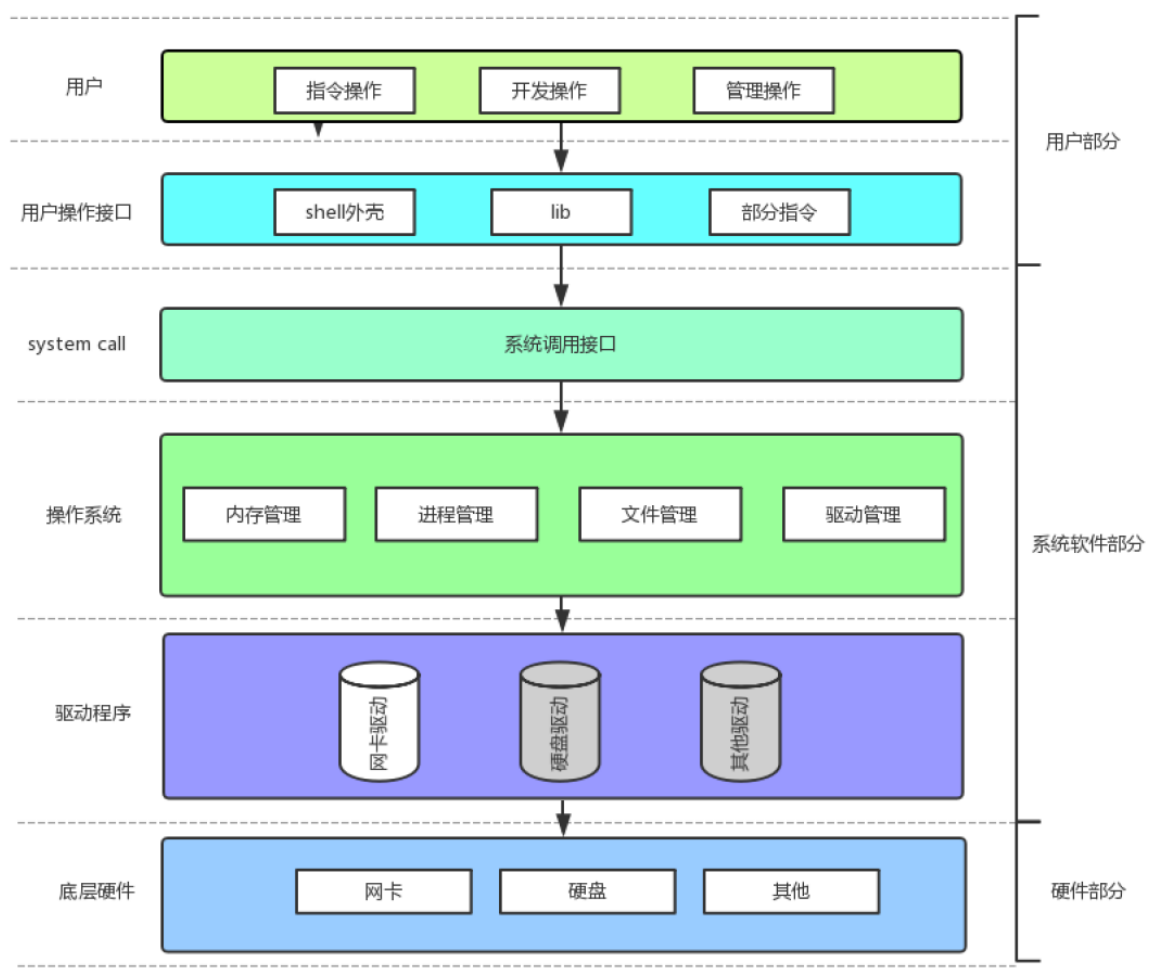 用户
指令操作
开发操作
管理操作
用户部分
用户操作接口
shell外壳
lib
部分指令
system call
系统调用接口
操作系统
内存管理
进程管理
文件管理
驱动管理
系统软件部分
驱动程序
网卡驱动
硬盘驱动
其他驱动
底层硬件
网卡
硬盘
其他
硬件部分